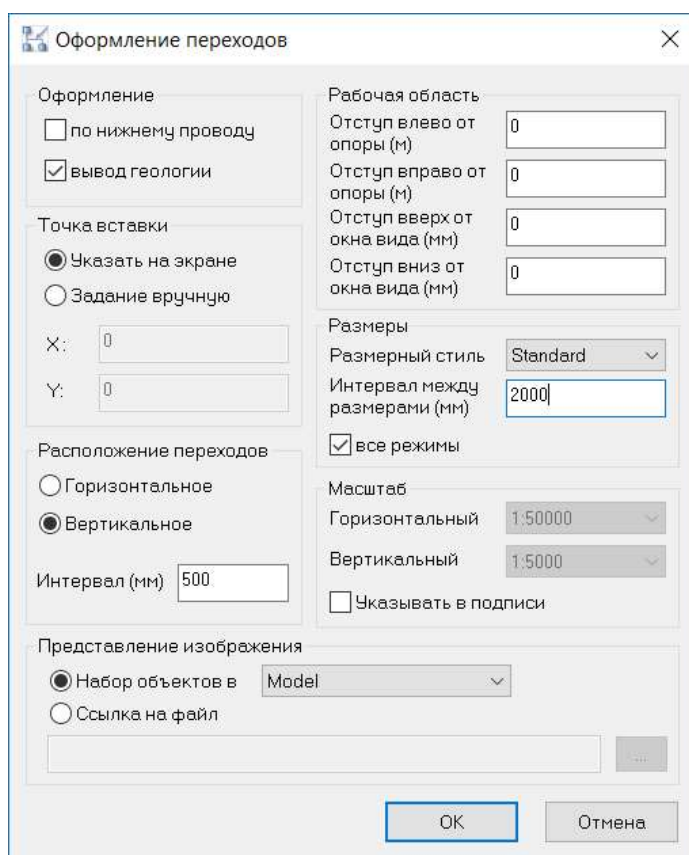 Оформление переходов
Оформление
по нижнему проводу
вывод геологии
Точка вставки
Указать на экране
Задание вручную
X: 0
Y: 0
Расположение переходов
Горизонтальное
Вертикальное
Интервал (мм) 500
Рабочая область
Отступ влево от
опоры (м) 0
Отступ вправо от
опоры (м) 0
Отступ вверх от
окна вида (мм) 0
Отступ вниз от
окна вида (мм) 0
Размеры
Размерный стиль Standard
Интервал между
размерами (мм) 2000
все режимы
Масштаб
Горизонтальный 1:50000
Вертикальный 1:5000
Указывать в подписи
Представление изображения
Набор объектов в Model
Ссылка на файл
...
OK Отмена